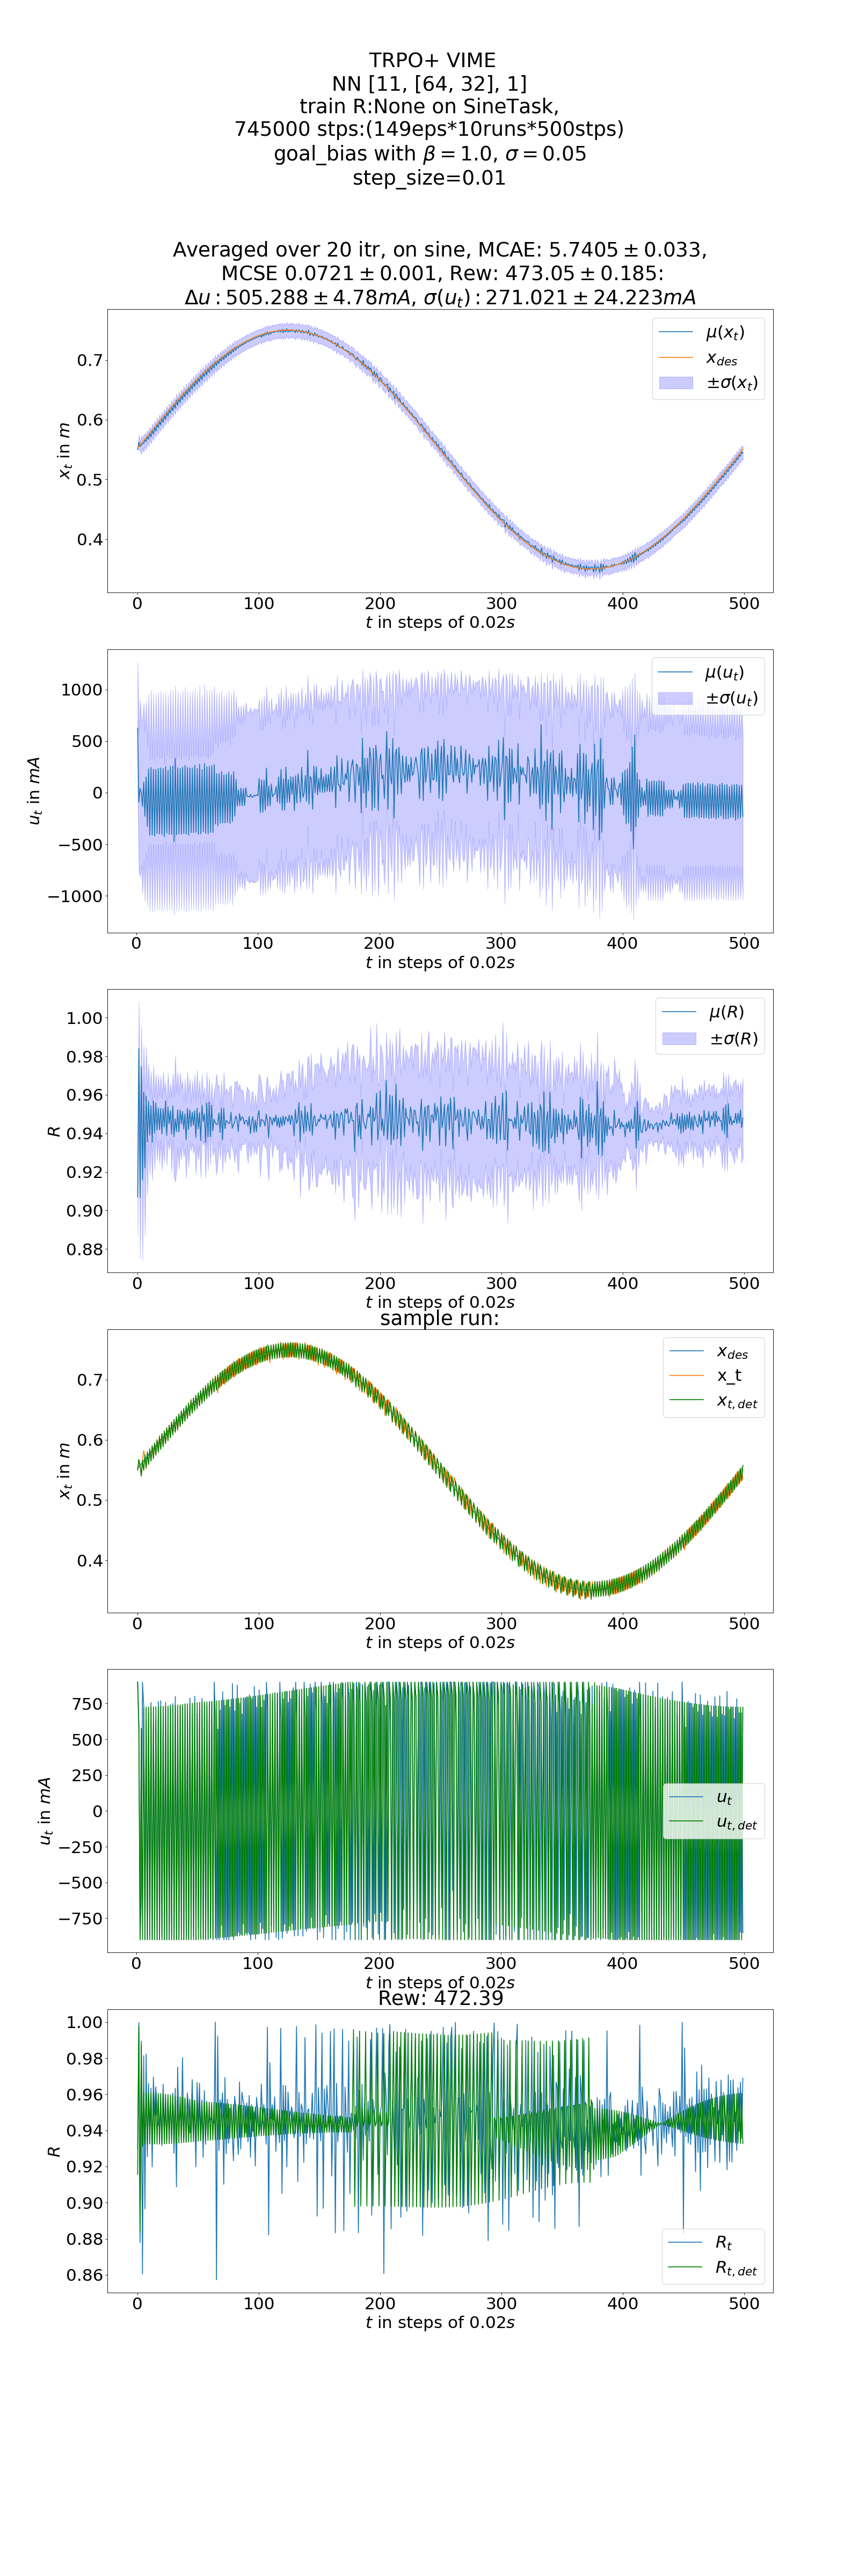 TRPO+ VIME
NN [11, [64, 32], 1]
train R:None on SineTask,
745000 stps:(149eps*10runs*500stps)
goal_bias with β = 1.0, σ = 0.05
step_size=0.01
Averaged over 20 itr, on sine, MCAE: 5.7405 ± 0.033,
MCSE 0.0721 ± 0.001, Rew: 473.05 ± 0.185:
Δu : 505.288 ± 4.78mA, σ(u_t) : 271.021 ± 24.223mA
μ(x_t)
x_des
±σ(x_t)
0.7
0.6
0.5
0.4
x_t in m
0 100 200 300 400 500
t in steps of 0.02s
μ(u_t)
±σ(u_t)
1000
500
0
−500
−1000
u_t in mA
0 100 200 300 400 500
t in steps of 0.02s
μ(R)
±σ(R)
1.00
0.98
0.96
0.94
0.92
0.90
0.88
R
0 100 200 300 400 500
t in steps of 0.02s
sample run:
x_des
x_t
x_t,det
0.7
0.6
0.5
0.4
x_t in m
0 100 200 300 400 500
t in steps of 0.02s
750
500
250
0
−250
−500
−750
u_t in mA
u_t
u_t,det
0 100 200 300 400 500
t in steps of 0.02s
Rew: 472.39
1.00
0.98
0.96
0.94
0.92
0.90
0.88
0.86
R
R_t
R_t,det
0 100 200 300 400 500
t in steps of 0.02s